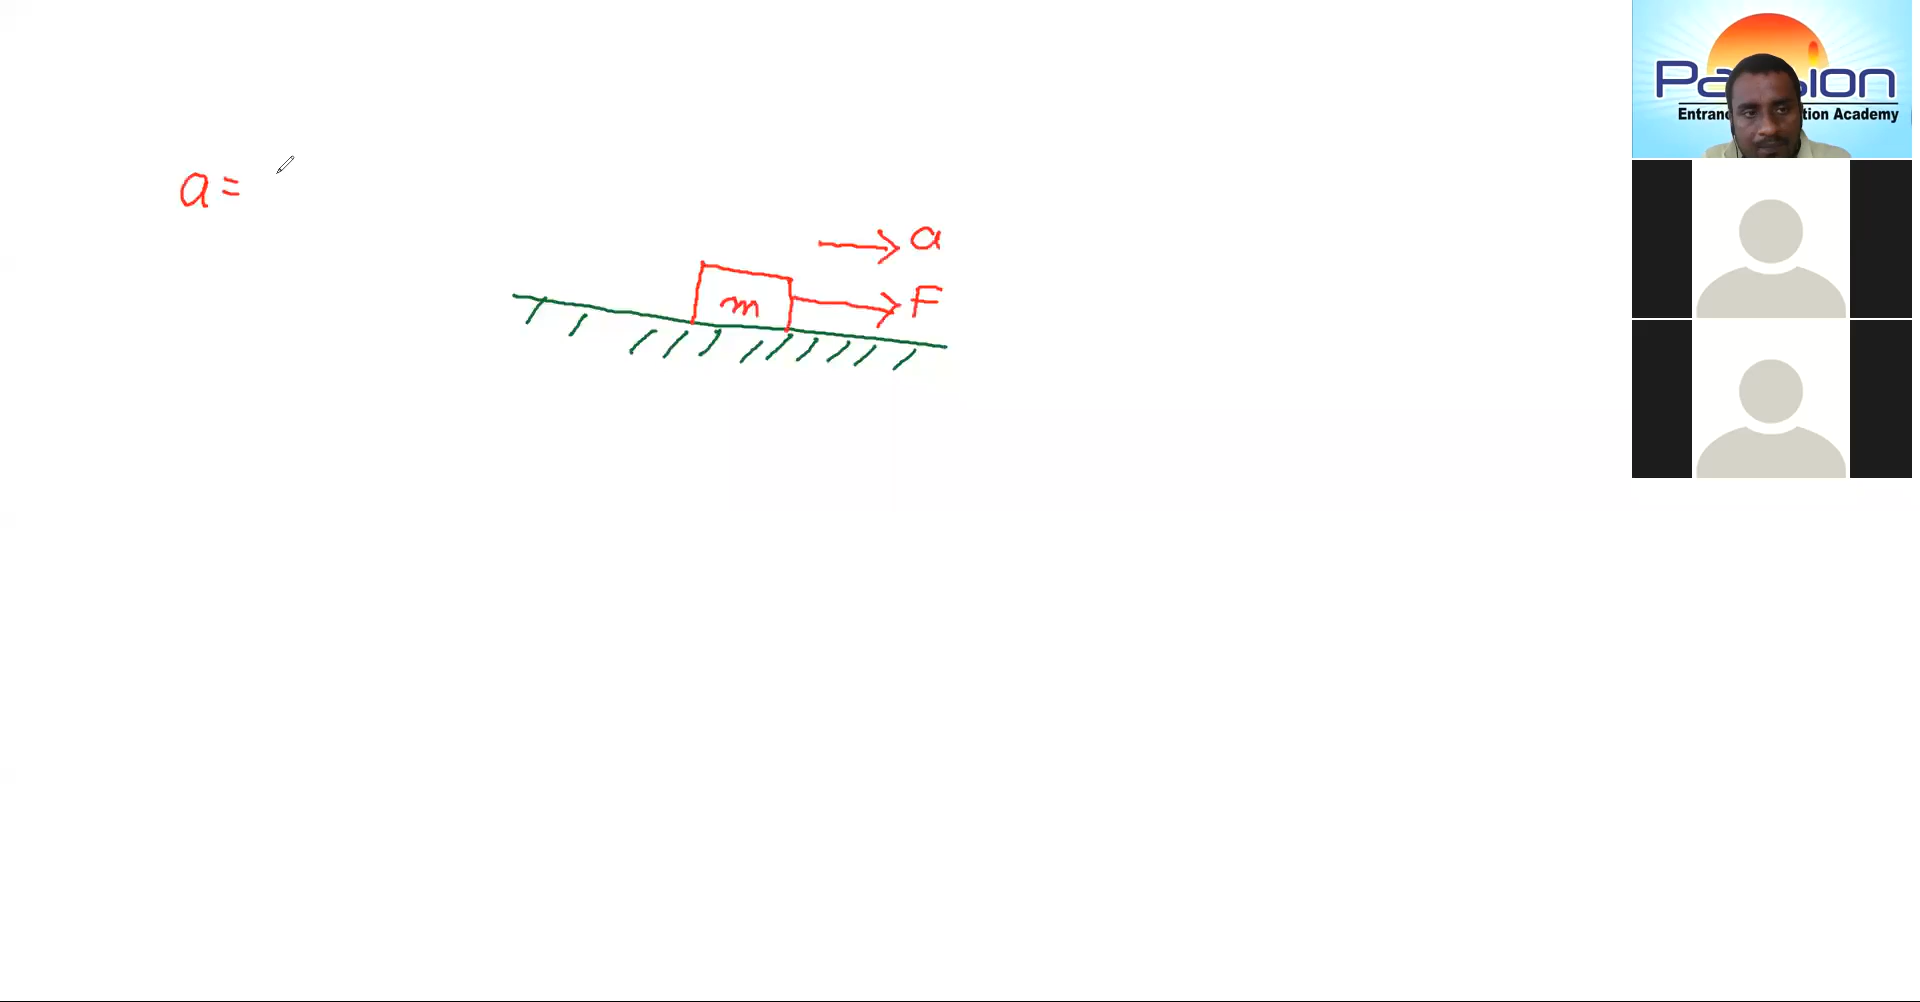 a =
a
F
m
Pa ion
Entran tion Academy